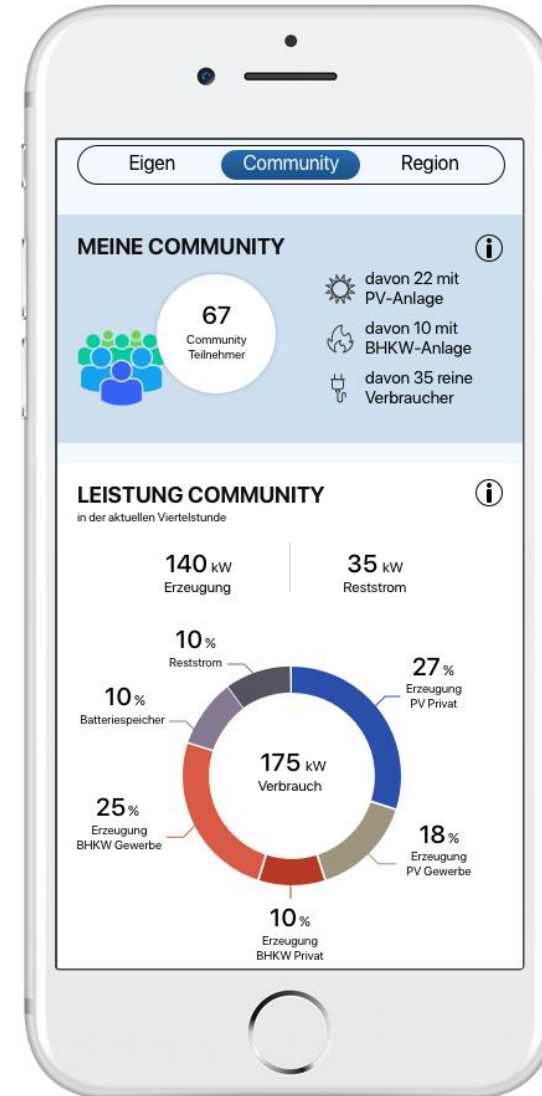 Eigen Community Region
MEINE COMMUNITY
67
Community
Teilnehmer
davon 22 mit
PV-Anlage
davon 10 mit
BHKW-Anlage
davon 35 reine
Verbraucher
LEISTUNG COMMUNITY
in der aktuellen Viertelstunde
140 kW
Erzeugung
35 kW
Reststrom
10 %
Reststrom
27 %
Erzeugung
PV Privat
10 %
Batteriespeicher
175 kW
Verbrauch
25 %
Erzeugung
BHKW Gewerbe
18 %
Erzeugung
PV Gewerbe
10 %
Erzeugung
BHKW Privat